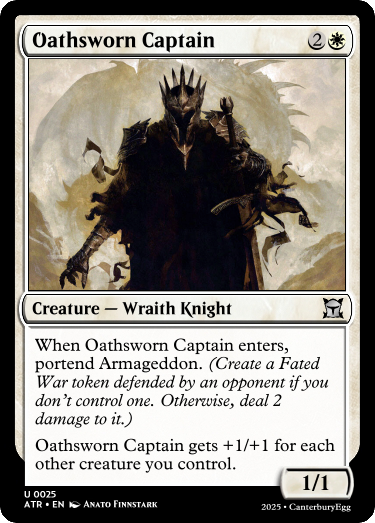 Oathsworn Captain 2
Creature — Wraith Knight
When Oathsworn Captain enters,
portend Armageddon. (Create a Fated
War token defended by an opponent if you
don't control one. Otherwise, deal 2
damage to it.)
Oathsworn Captain gets +1/+1 for each
other creature you control.
1/1
U 0025
ATR • EN Anato Finnstark
2025 • CanterburyEgg